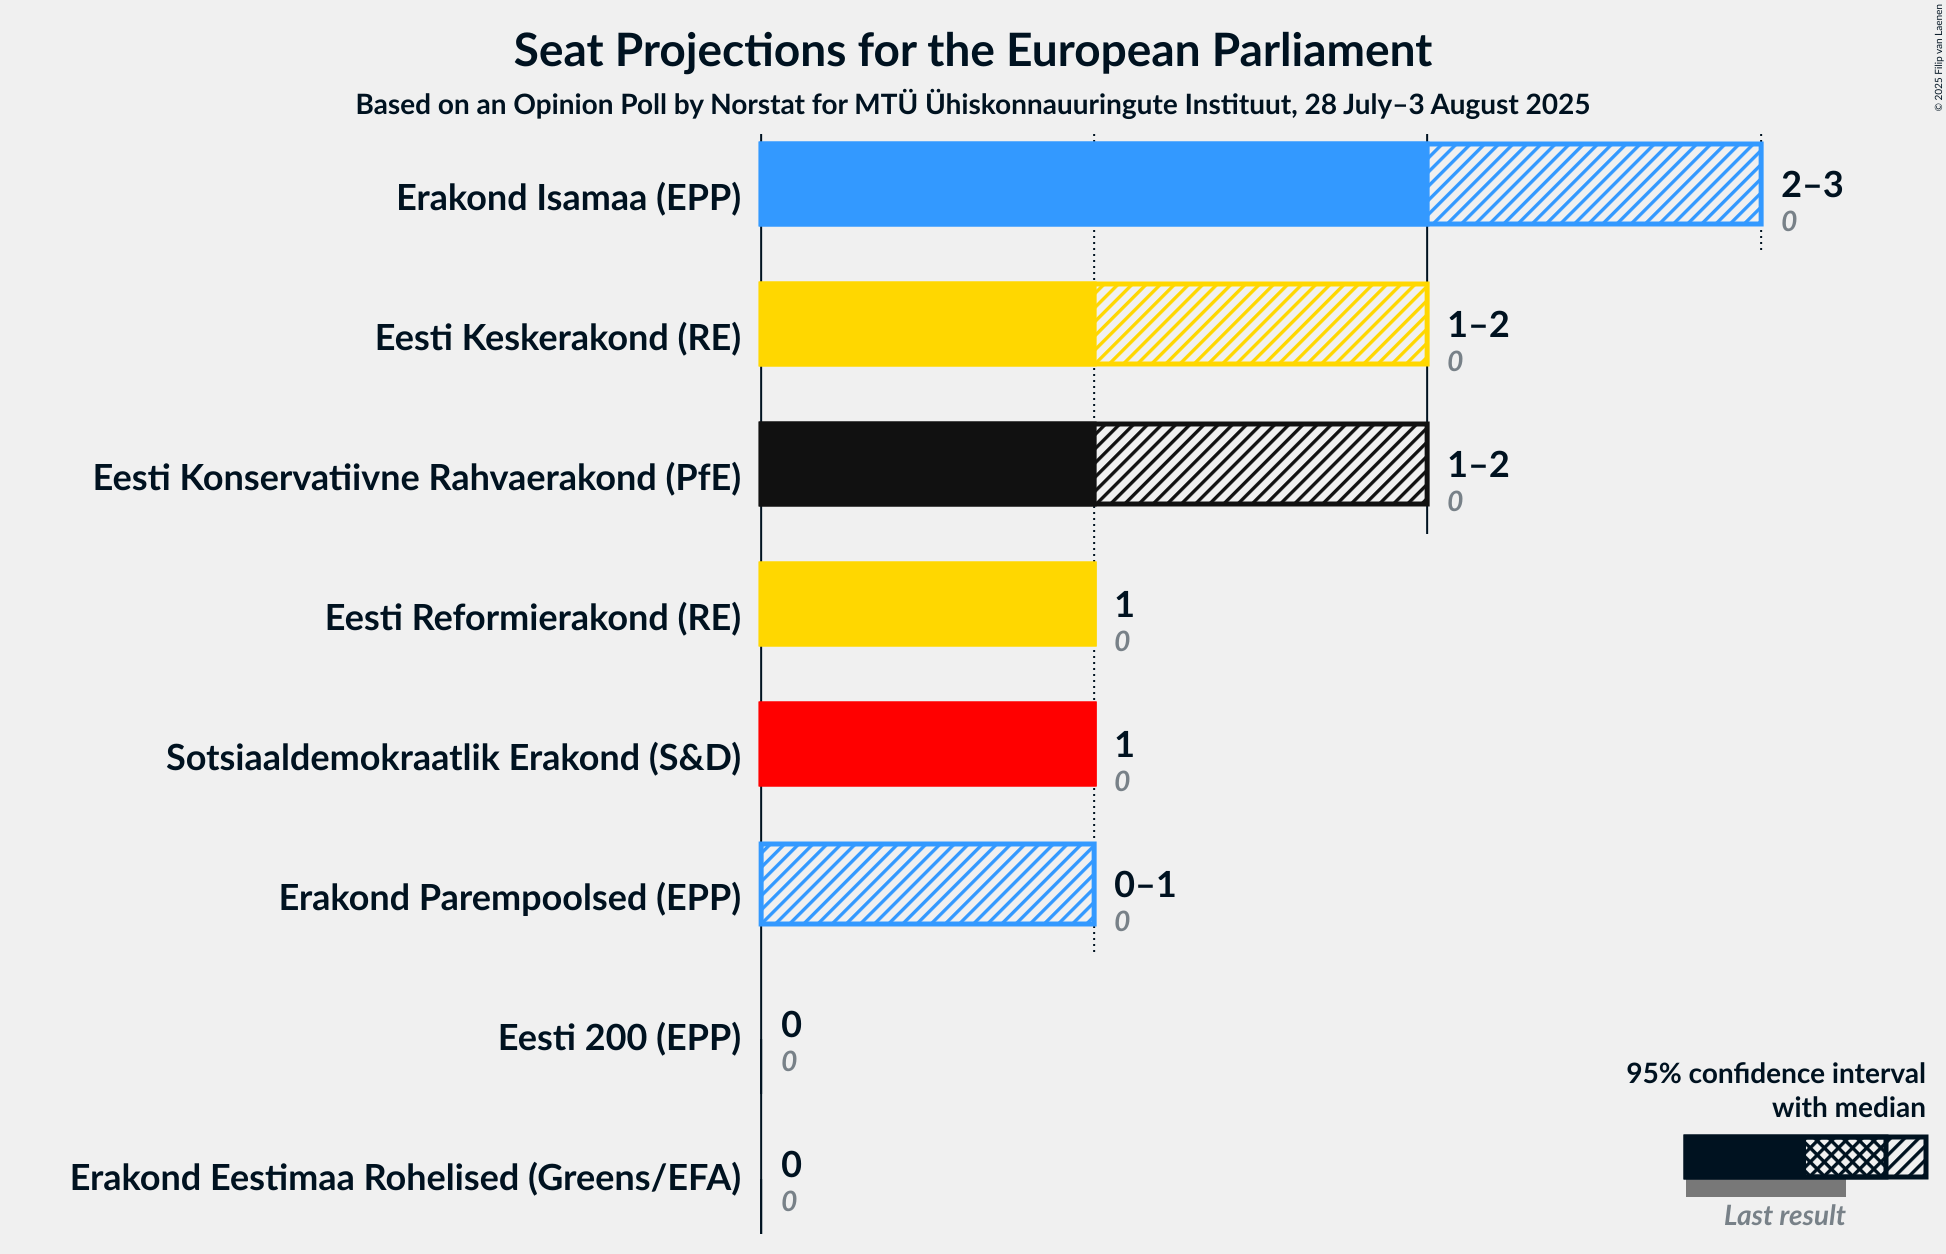 Seat Projections for the European Parliament
Based on an Opinion Poll by Norstat for MTÜ Ühiskonnauuringute Instituut, 28 July–3 August 2025
© 2025 Filip van Laenen
Erakond Isamaa (EPP)
2–3
0
Eesti Keskerakond (RE)
1–2
0
Eesti Konservatiivne Rahvaerakond (PfE)
1–2
0
Eesti Reformierakond (RE)
1
0
Sotsiaaldemokraatlik Erakond (S&D)
1
0
Erakond Parempoolsed (EPP)
0–1
0
Eesti 200 (EPP)
0
0
Erakond Eestimaa Rohelised (Greens/EFA)
0
0
95% confidence interval
with median
Last result